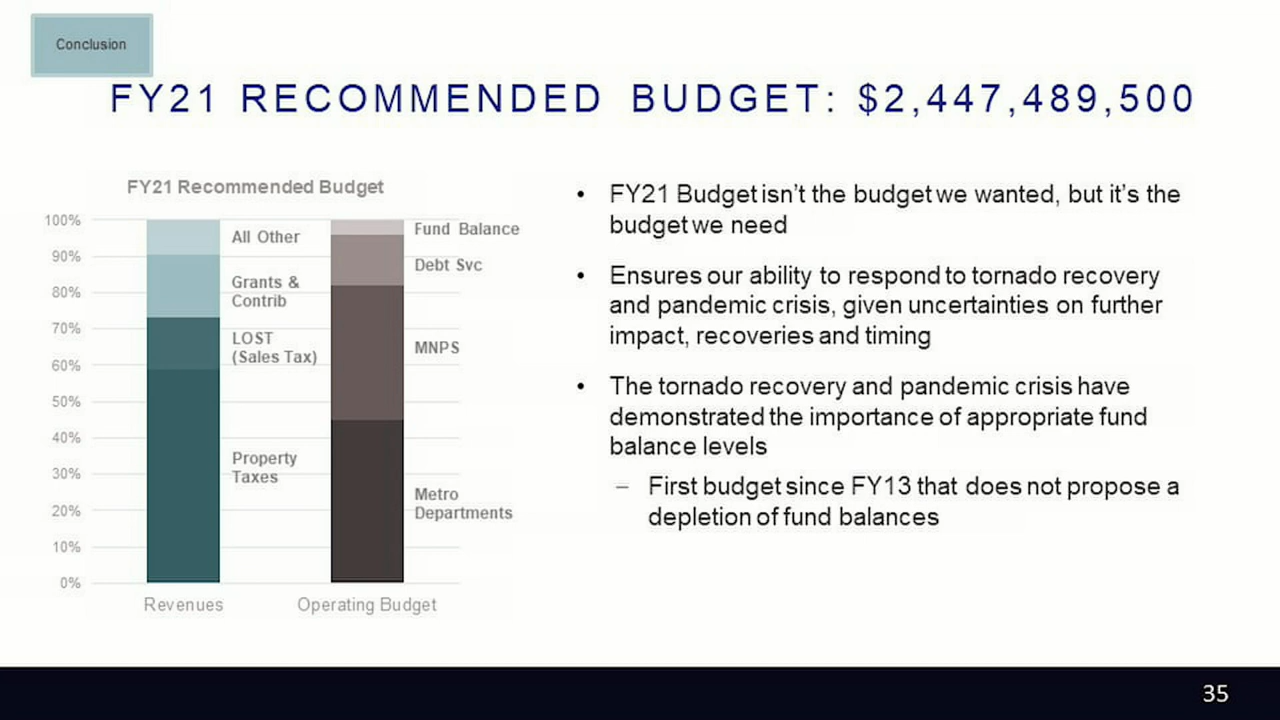 Conclusion
FY21 RECOMMENDED BUDGET: $2,447,489,500
FY21 Recommended Budget
100%
90%
80%
70%
60%
50%
40%
30%
20%
10%
0%
All Other
Grants &
Contrib
LOST
(Sales Tax)
Property
Taxes
Fund Balance
Debt Svc
MNPS
Metro
Departments
Revenues
Operating Budget
• FY21 Budget isn't the budget we wanted, but it's the
budget we need
• Ensures our ability to respond to tornado recovery
and pandemic crisis, given uncertainties on further
impact, recoveries and timing
• The tornado recovery and pandemic crisis have
demonstrated the importance of appropriate fund
balance levels
– First budget since FY13 that does not propose a
depletion of fund balances
35